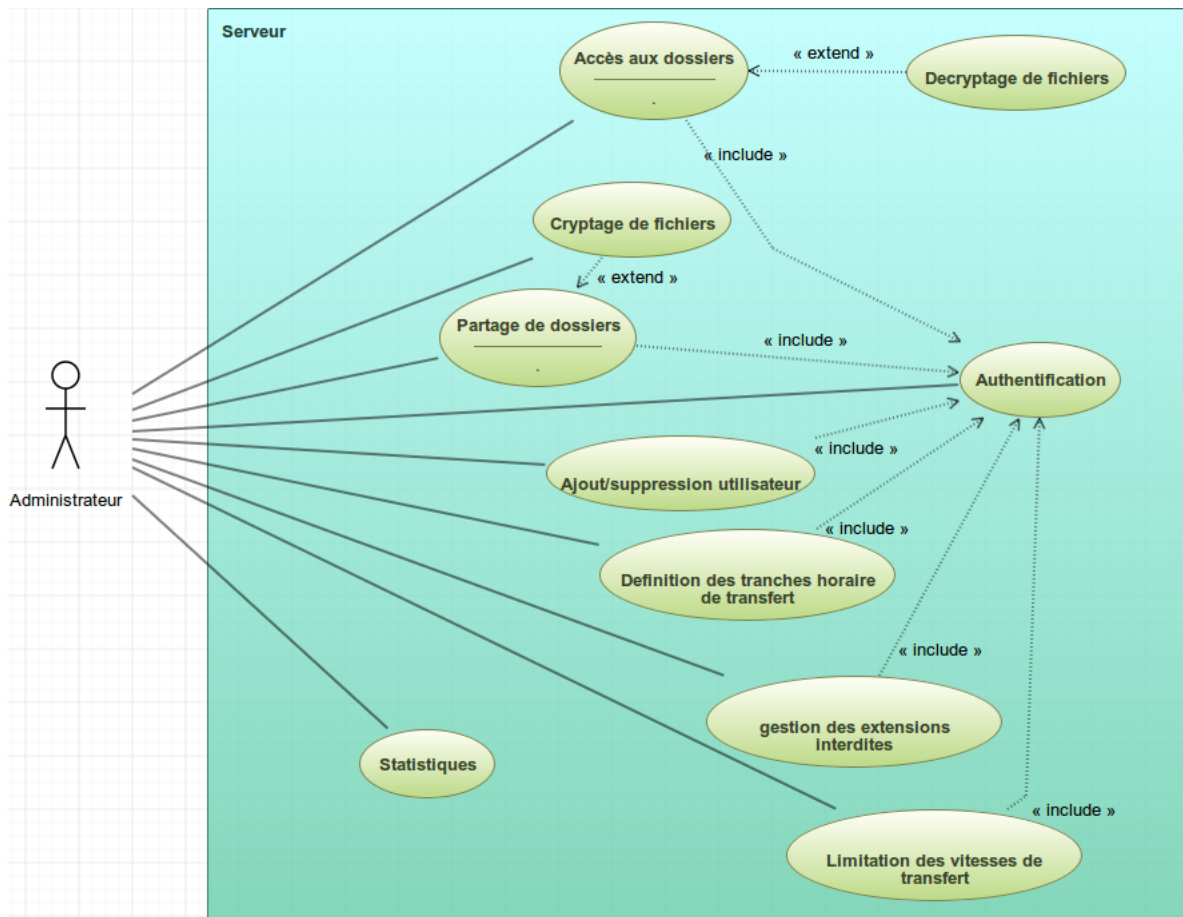 Serveur
Accès aux dossiers
.
« extend »
Decryptage de fichiers
« include »
Cryptage de fichiers
« extend »
Partage de dossiers
.
« include »
Authentification
Administrateur
« include »
Ajout/suppression utilisateur
« include »
Definition des tranches horaire
de transfert
« include »
gestion des extensions
interdites
Statistiques
« include »
Limitation des vitesses de
transfert